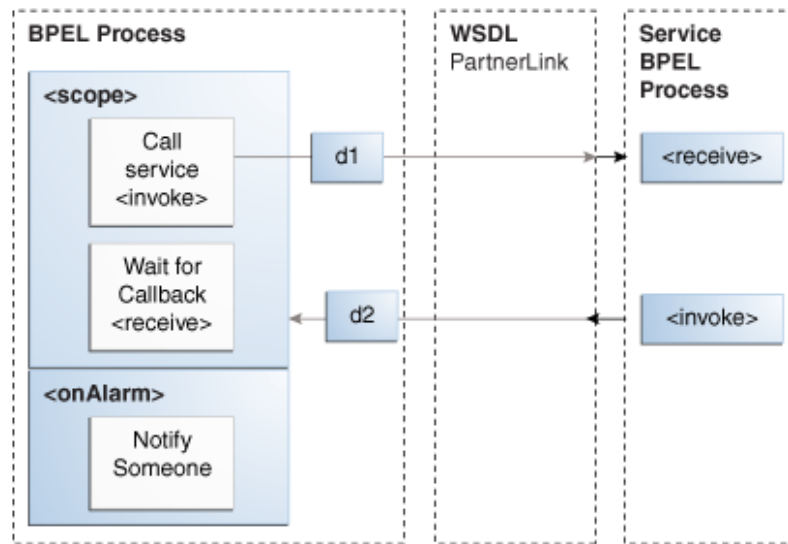 BPEL Process
<scope>
Call
service
<invoke>
d1
Wait for
Callback
<receive>
d2
<onAlarm>
Notify
Someone
WSDL
PartnerLink
Service
BPEL
Process
<receive>
<invoke>